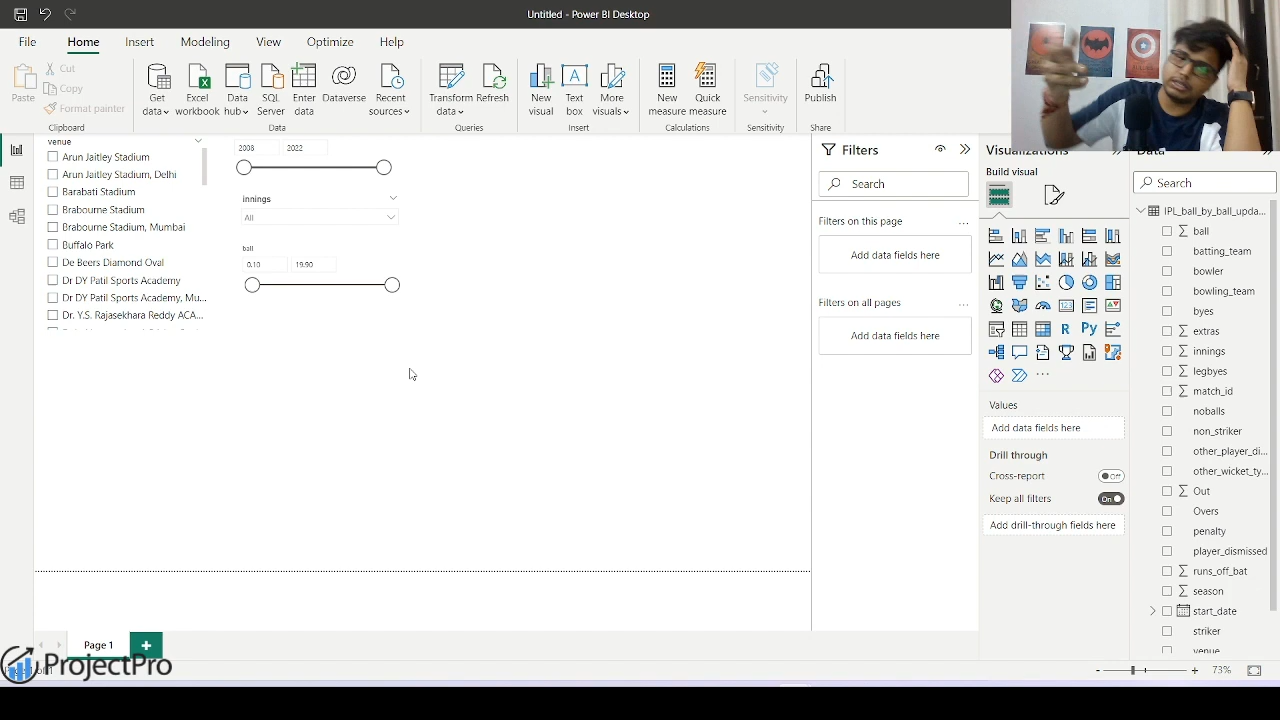 Untitled - Power BI Desktop
File Home Insert Modeling View Optimize Help
Paste
Cut
Copy
Format painter
Get data
Excel workbook
Data hub
SQL Server
Enter data
Dataverse
Recent sources
Transform data
Refresh
New visual
Text box
More visuals
New measure
Quick measure
Sensitivity
Publish
Clipboard Data Queries Insert Calculations Sensitivity Share
venue
Arun Jaitley Stadium
Arun Jaitley Stadium, Delhi
Barabati Stadium
Brabourne Stadium
Brabourne Stadium, Mumbai
Buffalo Park
De Beers Diamond Oval
Dr DY Patil Sports Academy
Dr DY Patil Sports Academy, Mu...
Dr. Y.S. Rajasekhara Reddy ACA...
2008 2022
innings
All
ball
0.10 19.90
Filters
Search
Filters on this page ...
Add data fields here
Filters on all pages ...
Add data fields here
Visualizations
Build visual
R Py
123
...
Values
Add data fields here
Drill through
Cross-report Off
Keep all filters On
Add drill-through fields here
Data
Search
IPL_ball_by_ball_upda...
ball
batting_team
bowler
bowling_team
byes
extras
innings
legbyes
match_id
noballs
non_striker
other_player_di...
other_wicket_ty...
Out
Overs
penalty
player_dismissed
runs_off_bat
season
start_date
striker
venue
Page 1
ProjectPro
- + 73%